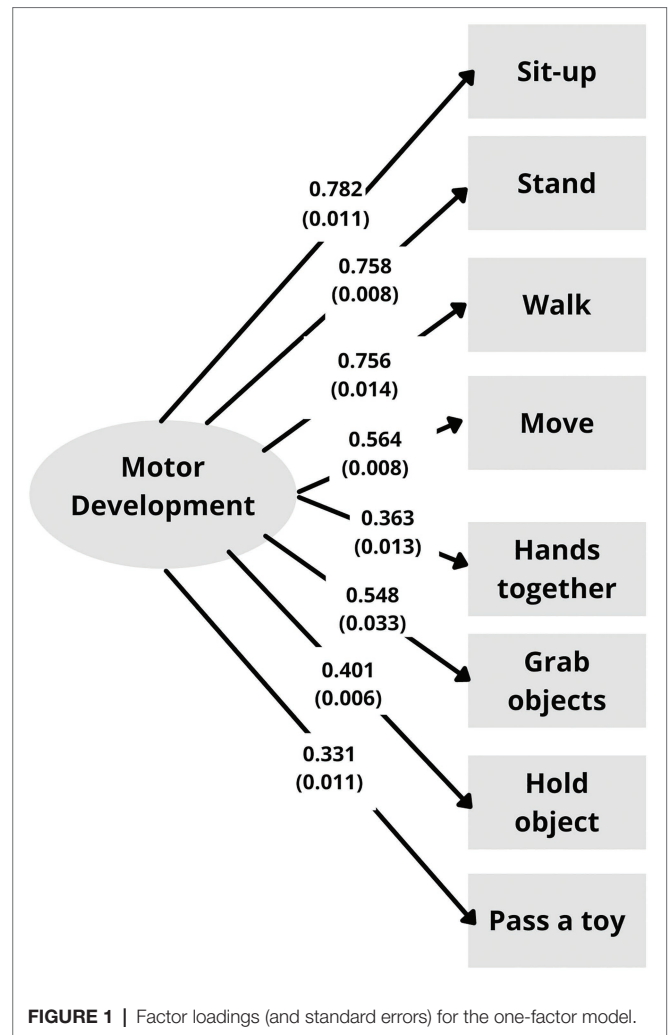 Sit-up
0.782
(0.011)
Stand
0.758
(0.008)
Walk
0.756
(0.014)
Move
0.564
(0.008)
Motor
Development
0.363
(0.013)
Hands
together
0.548
(0.033)
Grab
objects
0.401
(0.006)
Hold
object
0.331
(0.011)
Pass a toy
FIGURE 1 | Factor loadings (and standard errors) for the one-factor model.